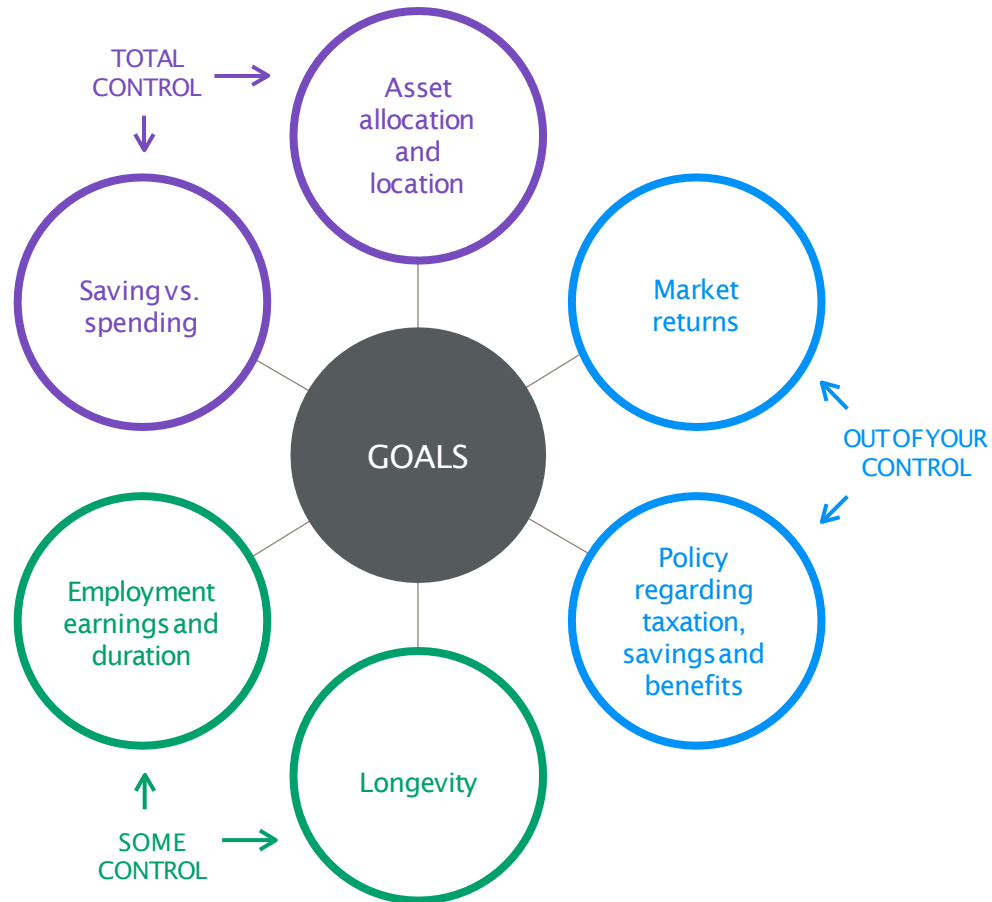 TOTAL
CONTROL
Asset
allocation
and
location
Saving vs.
spending
Market
returns
GOALS
OUT OF YOUR
CONTROL
Employment
earnings and
duration
Policy
regarding
taxation,
savings and
benefits
Longevity
SOME
CONTROL